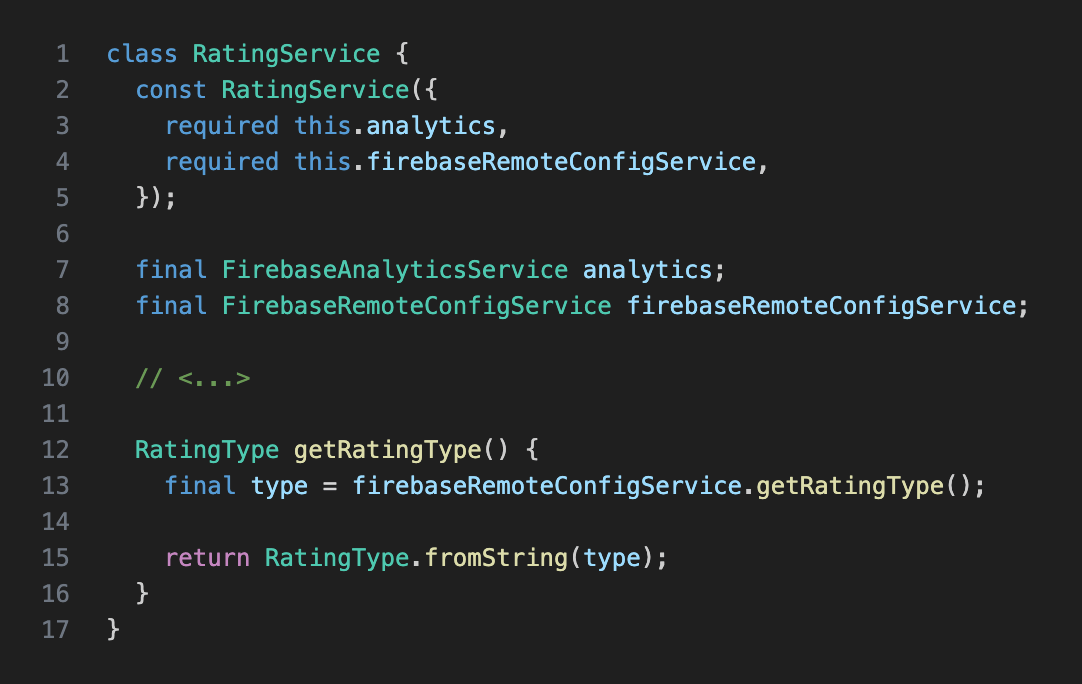 1 class RatingService {
2   const RatingService({
3     required this.analytics,
4     required this.firebaseRemoteConfigService,
5   });
6
7   final FirebaseAnalyticsService analytics;
8   final FirebaseRemoteConfigService firebaseRemoteConfigService;
9
10   // <...>
11
12   RatingType getRatingType() {
13     final type = firebaseRemoteConfigService.getRatingType();
14
15     return RatingType.fromString(type);
16   }
17 }